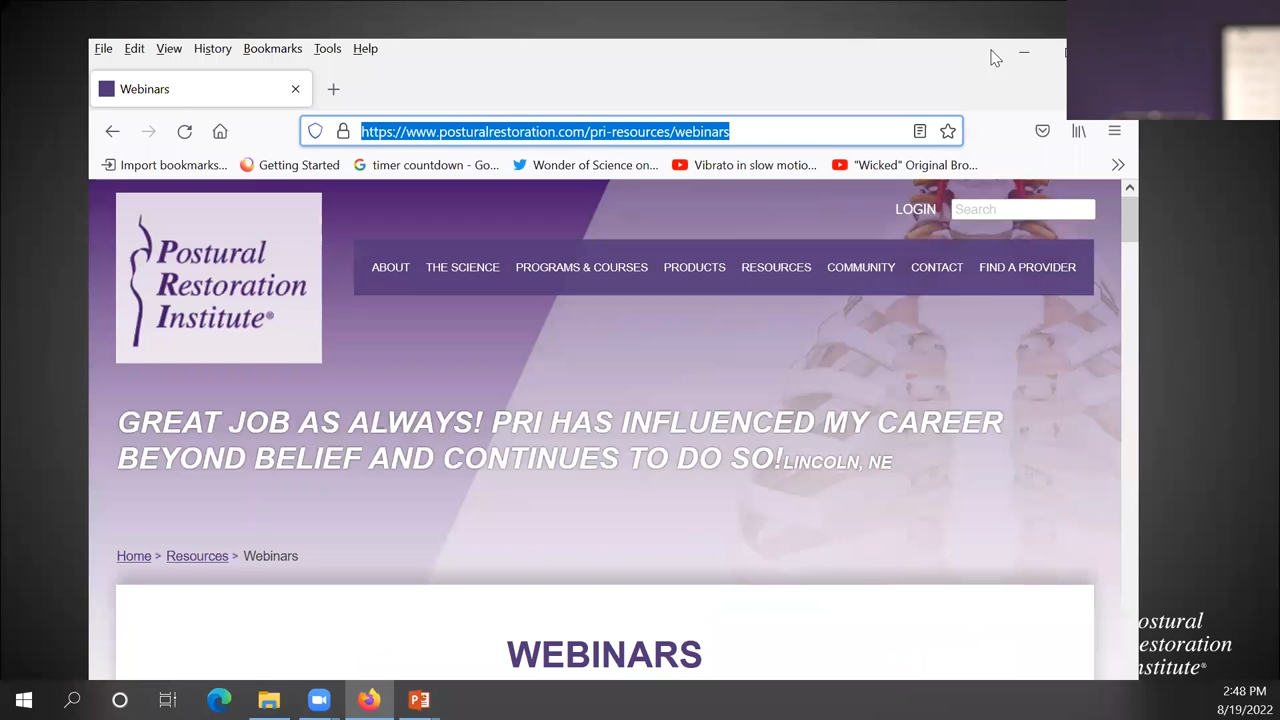 File Edit View History Bookmarks Tools Help
Webinars
https://www.posturalrestoration.com/pri-resources/webinars
Import bookmarks... Getting Started timer countdown - Go... Wonder of Science on... Vibrato in slow motio... "Wicked" Original Bro...
LOGIN Search
Postural
Restoration
Institute®
ABOUT THE SCIENCE PROGRAMS & COURSES PRODUCTS RESOURCES COMMUNITY CONTACT FIND A PROVIDER
GREAT JOB AS ALWAYS! PRI HAS INFLUENCED MY CAREER
BEYOND BELIEF AND CONTINUES TO DO SO! LINCOLN, NE
Home > Resources > Webinars
WEBINARS
ostural
estoration
nstitute®
2:48 PM
8/19/2022